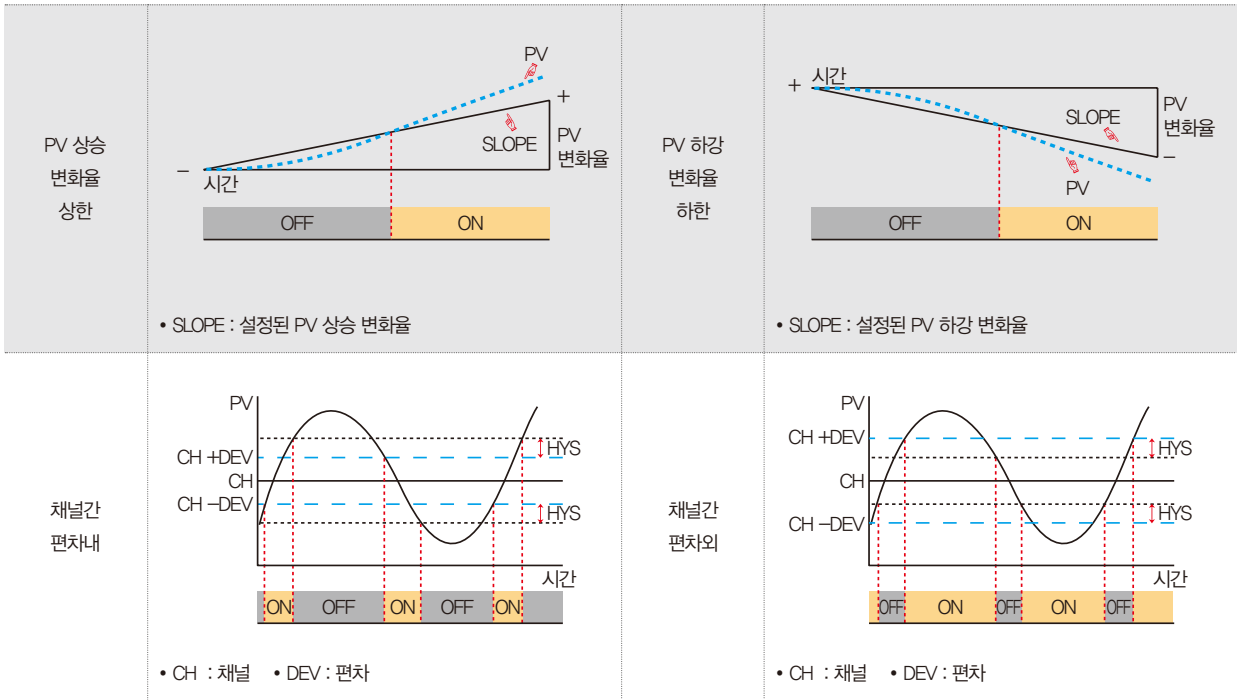 PV 상승
변화율
상한
PV
+
SLOPE
PV
변화율
−
시간
OFF ON
• SLOPE : 설정된 PV 상승 변화율
PV 하강
변화율
하한
+ 시간
PV
변화율
SLOPE
−
PV
OFF ON
• SLOPE : 설정된 PV 하강 변화율
채널간
편차내
PV
CH +DEV
HYS
CH
CH −DEV
HYS
시간
ON OFF ON OFF ON
• CH : 채널 • DEV : 편차
채널간
편차외
PV
CH +DEV
HYS
CH
HYS
CH −DEV
시간
OFF ON OFF ON OFF
• CH : 채널 • DEV : 편차